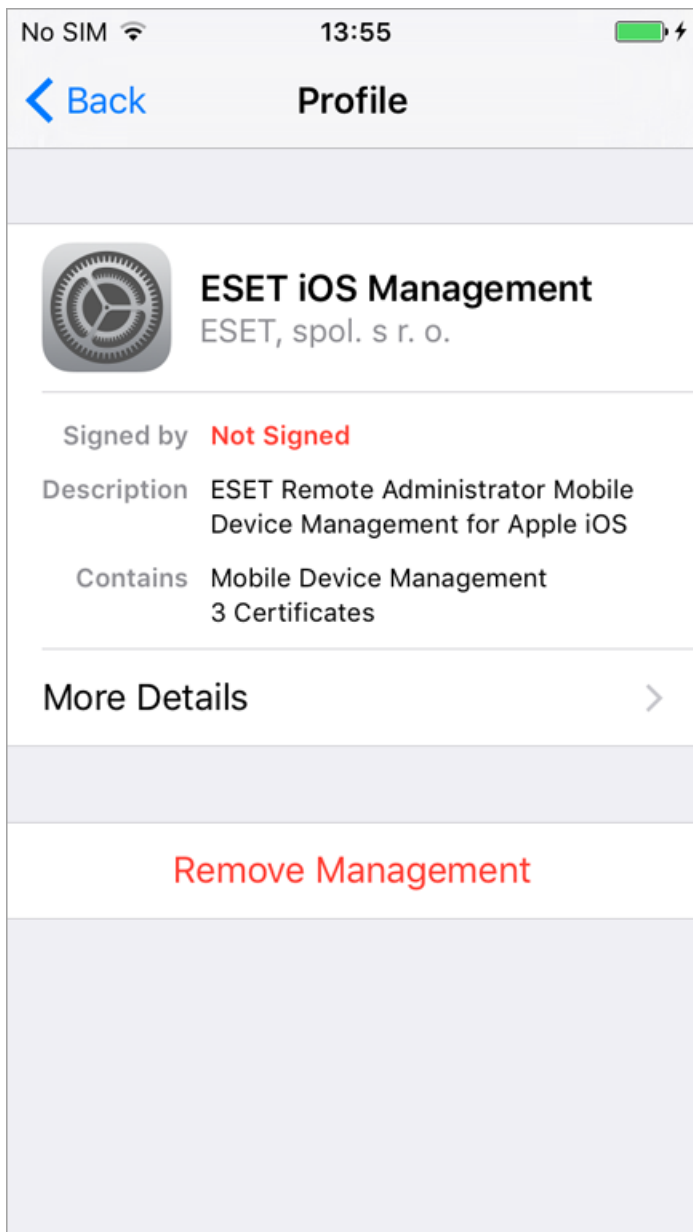 No SIM 13:55
Back Profile
ESET iOS Management
ESET, spol. s r. o.
Signed by Not Signed
Description ESET Remote Administrator Mobile
Device Management for Apple iOS
Contains Mobile Device Management
3 Certificates
More Details
Remove Management